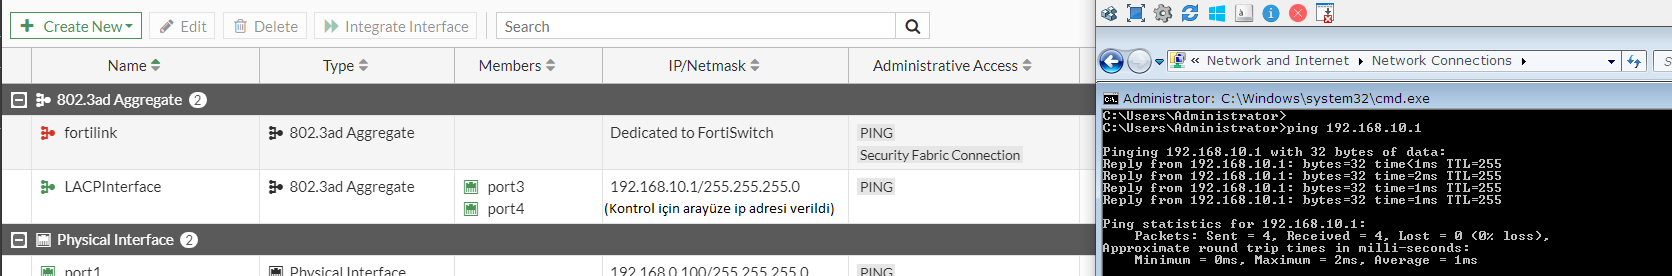 Create New
Edit
Delete
Integrate Interface
Search
Name
Type
Members
IP/Netmask
Administrative Access
802.3ad Aggregate 2
fortilink
802.3ad Aggregate
Dedicated to FortiSwitch
PING
Security Fabric Connection
LACPInterface
802.3ad Aggregate
port3
port4
192.168.10.1/255.255.255.0
(Kontrol için arayüze ip adresi verildi)
PING
Physical Interface 2
port1
Physical Interface
192.168.0.100/255.255.255.0
PING
« Network and Internet Network Connections
S
Administrator: C:\Windows\system32\cmd.exe
C:\Users\Administrator>
C:\Users\Administrator>ping 192.168.10.1
Pinging 192.168.10.1 with 32 bytes of data:
Reply from 192.168.10.1: bytes=32 time<1ms TTL=255
Reply from 192.168.10.1: bytes=32 time=2ms TTL=255
Reply from 192.168.10.1: bytes=32 time=1ms TTL=255
Reply from 192.168.10.1: bytes=32 time=1ms TTL=255
Ping statistics for 192.168.10.1:
Packets: Sent = 4, Received = 4, Lost = 0 (0% loss),
Approximate round trip times in milli-seconds:
Minimum = 0ms, Maximum = 2ms, Average = 1ms